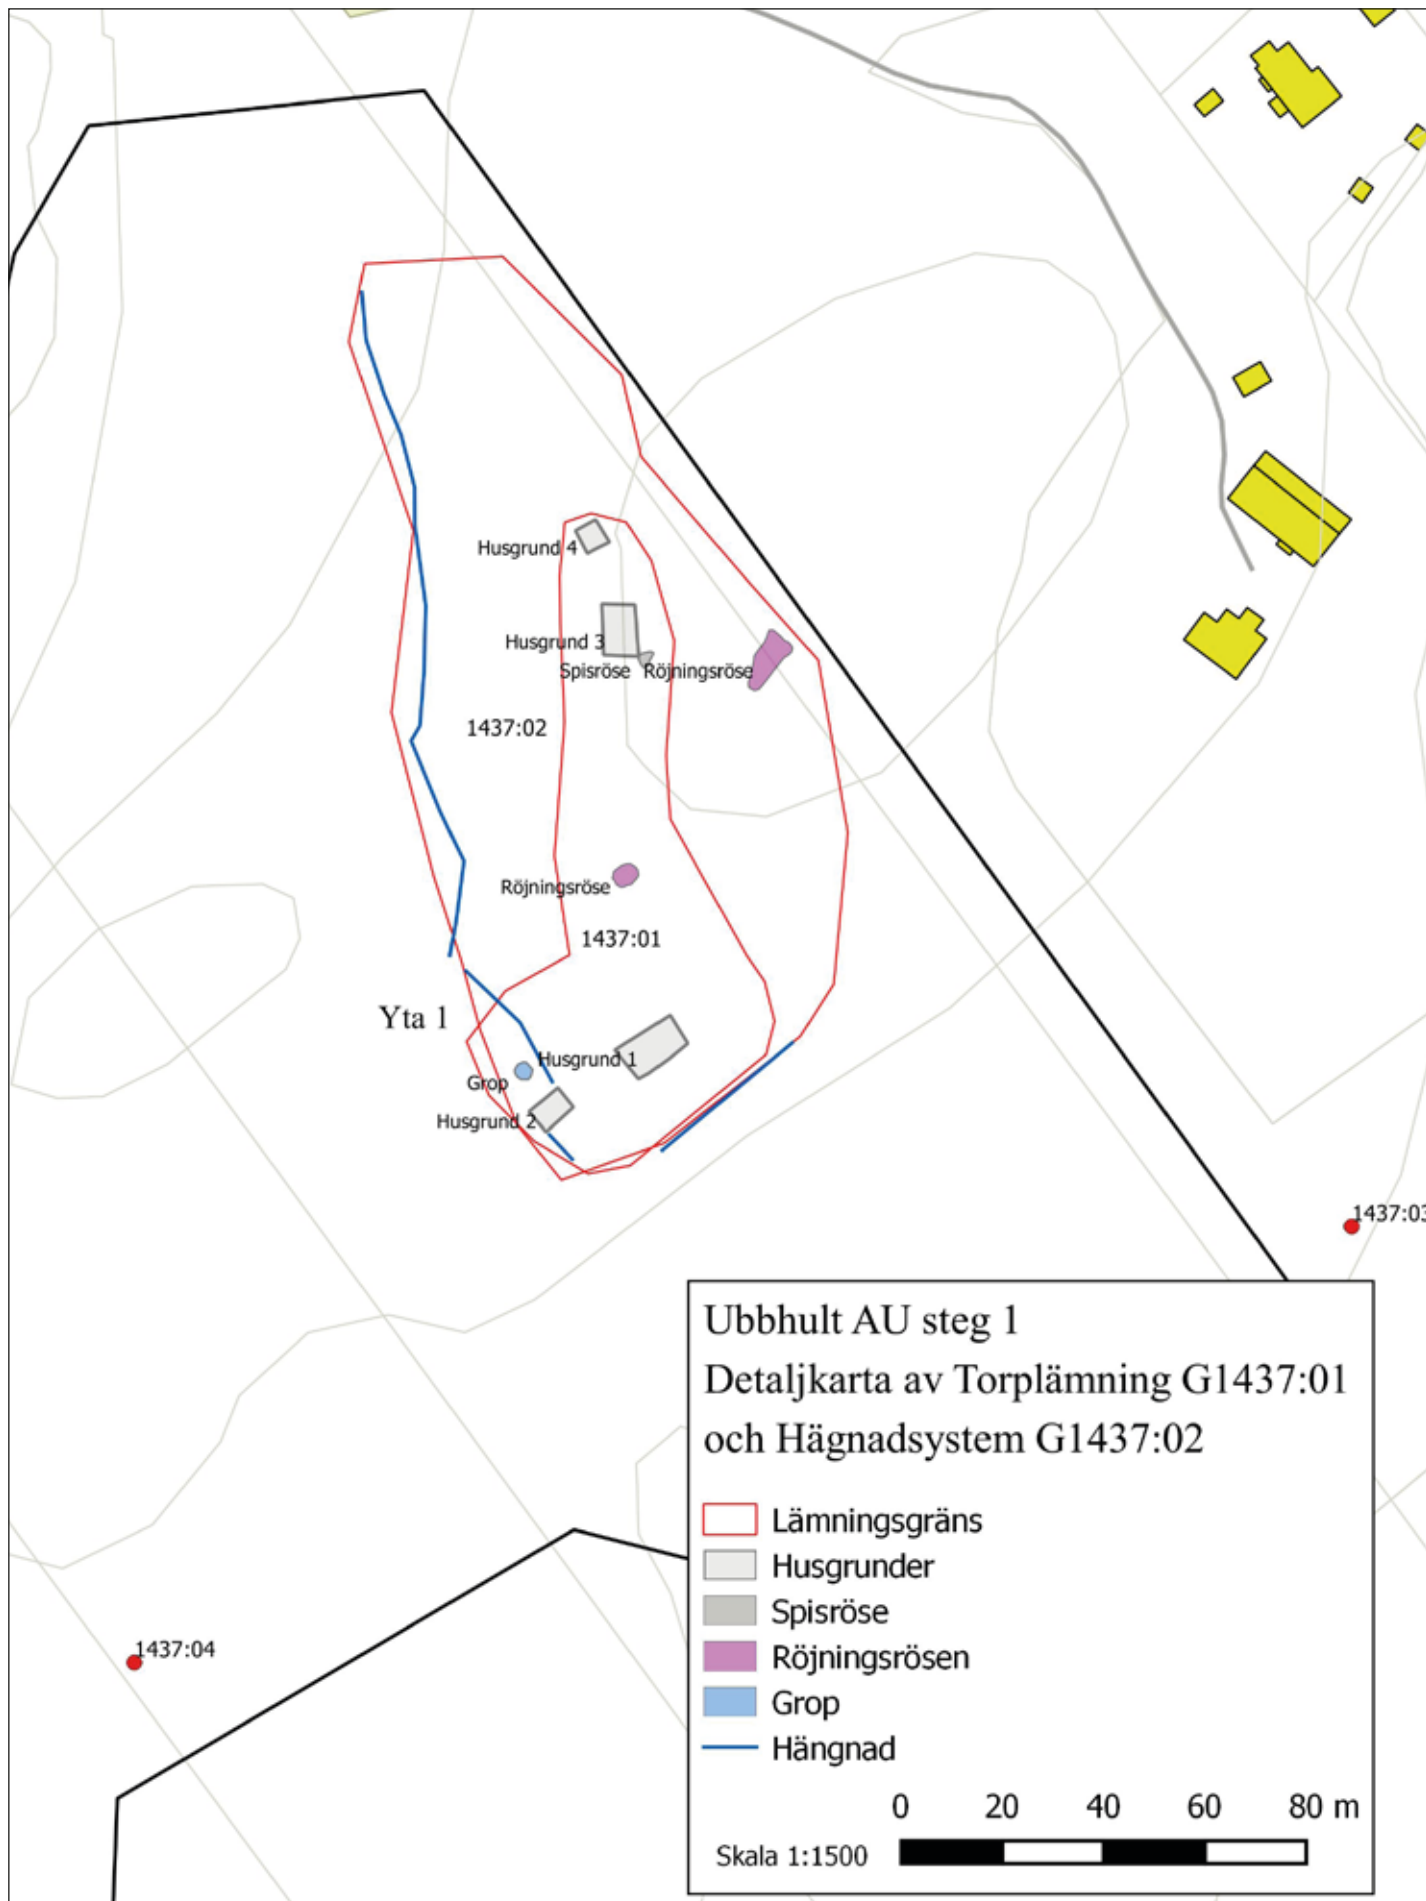 Husgrund 4
Husgrund 3
Spisröse
Röjningsröse
1437:02
Röjningsröse
1437:01
Yta 1
Husgrund 1
Grop
Husgrund 2
1437:03
Ubbhult AU steg 1
Detaljkarta av Torplämning G1437:01
och Hägnadsystem G1437:02
Lämningsgräns
Husgrunder
Spisröse
Röjningsrösen
Grop
Hängnad
0 20 40 60 80 m
Skala 1:1500
1437:04